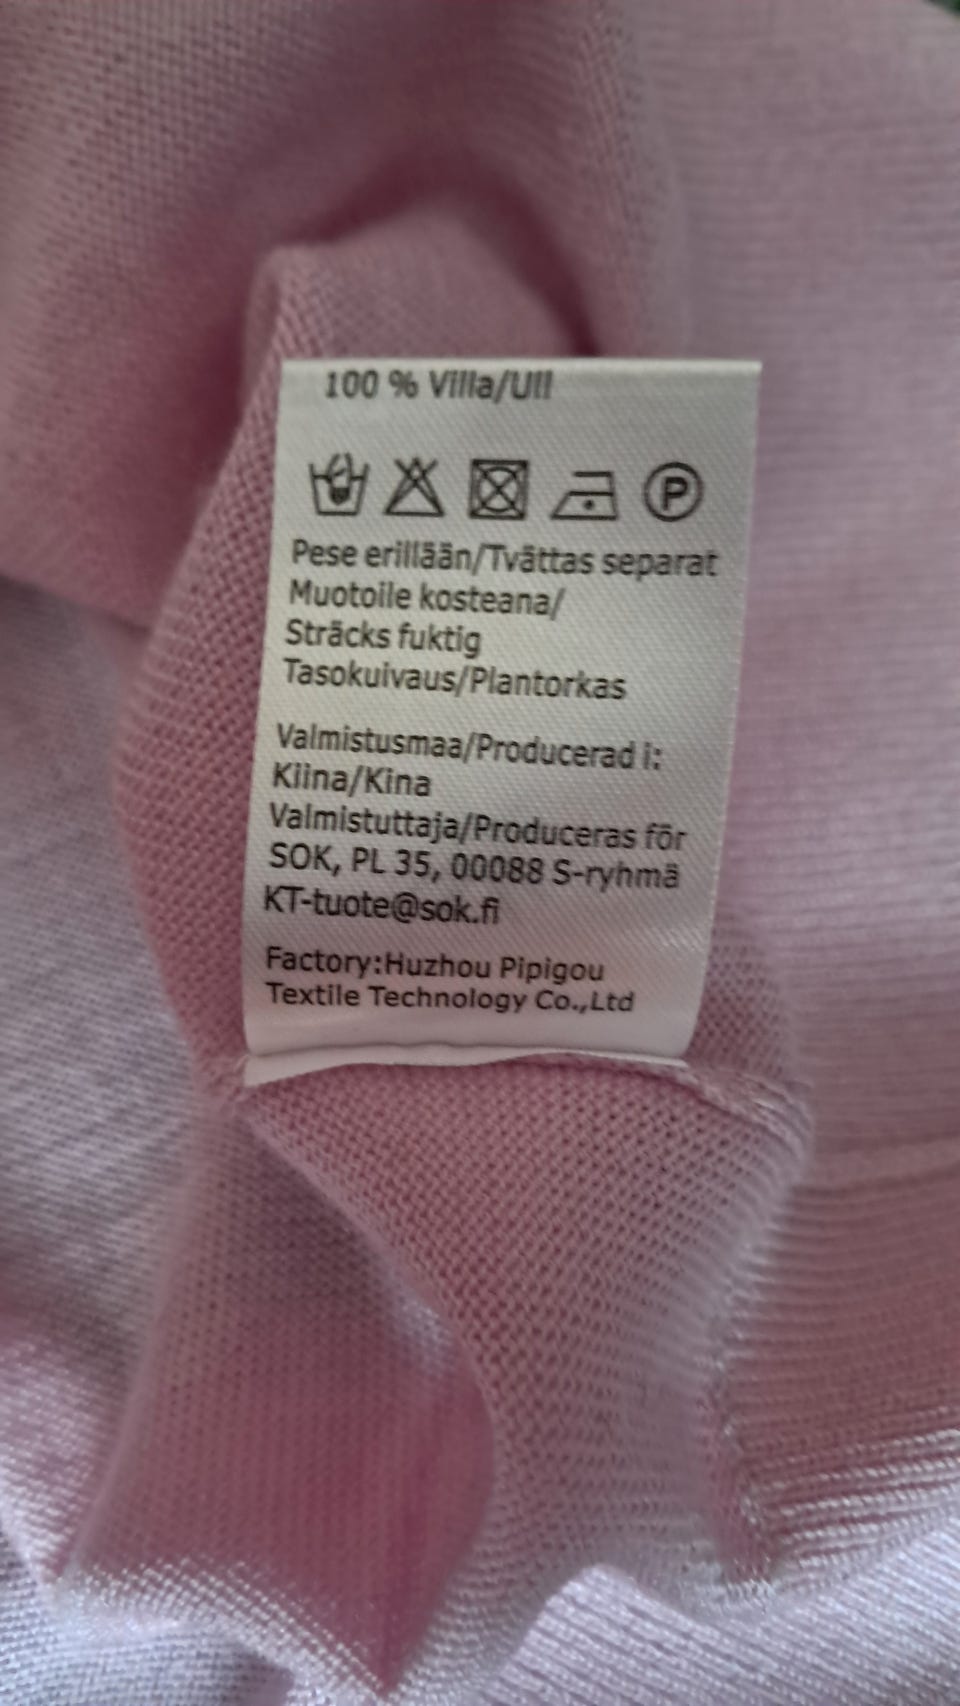 100 % Villa/Ull
P
Pese erillään/Tvättas separat
Muotoile kosteana/
Sträcks fuktig
Tasokuivaus/Plantorkas
Valmistusmaa/Producerad i:
Kiina/Kina
Valmistuttaja/Produceras för
SOK, PL 35, 00088 S-ryhmä
KT-tuote@sok.fi
Factory:Huzhou Pipigou
Textile Technology Co.,Ltd